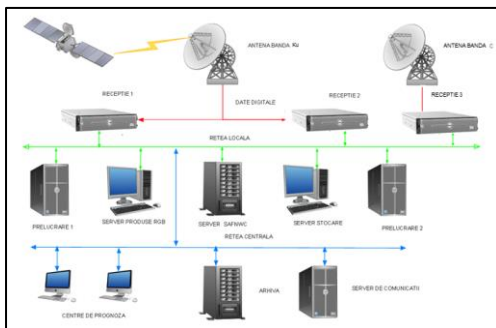 ANTENA BANDA KU
ANTENA BANDA C
RECEPTIE 1
RECEPTIE 2
RECEPTIE 3
DATE DIGITALE
RETEA LOCALA
PRELUCRARE 1
SERVER PRODUSE RGB
SERVER SAFNWC
SERVER STOCARE
PRELUCRARE 2
RETEA CENTRALA
CENTRE DE PROGNOZA
ARHIVA
SERVER DE COMUNICATII